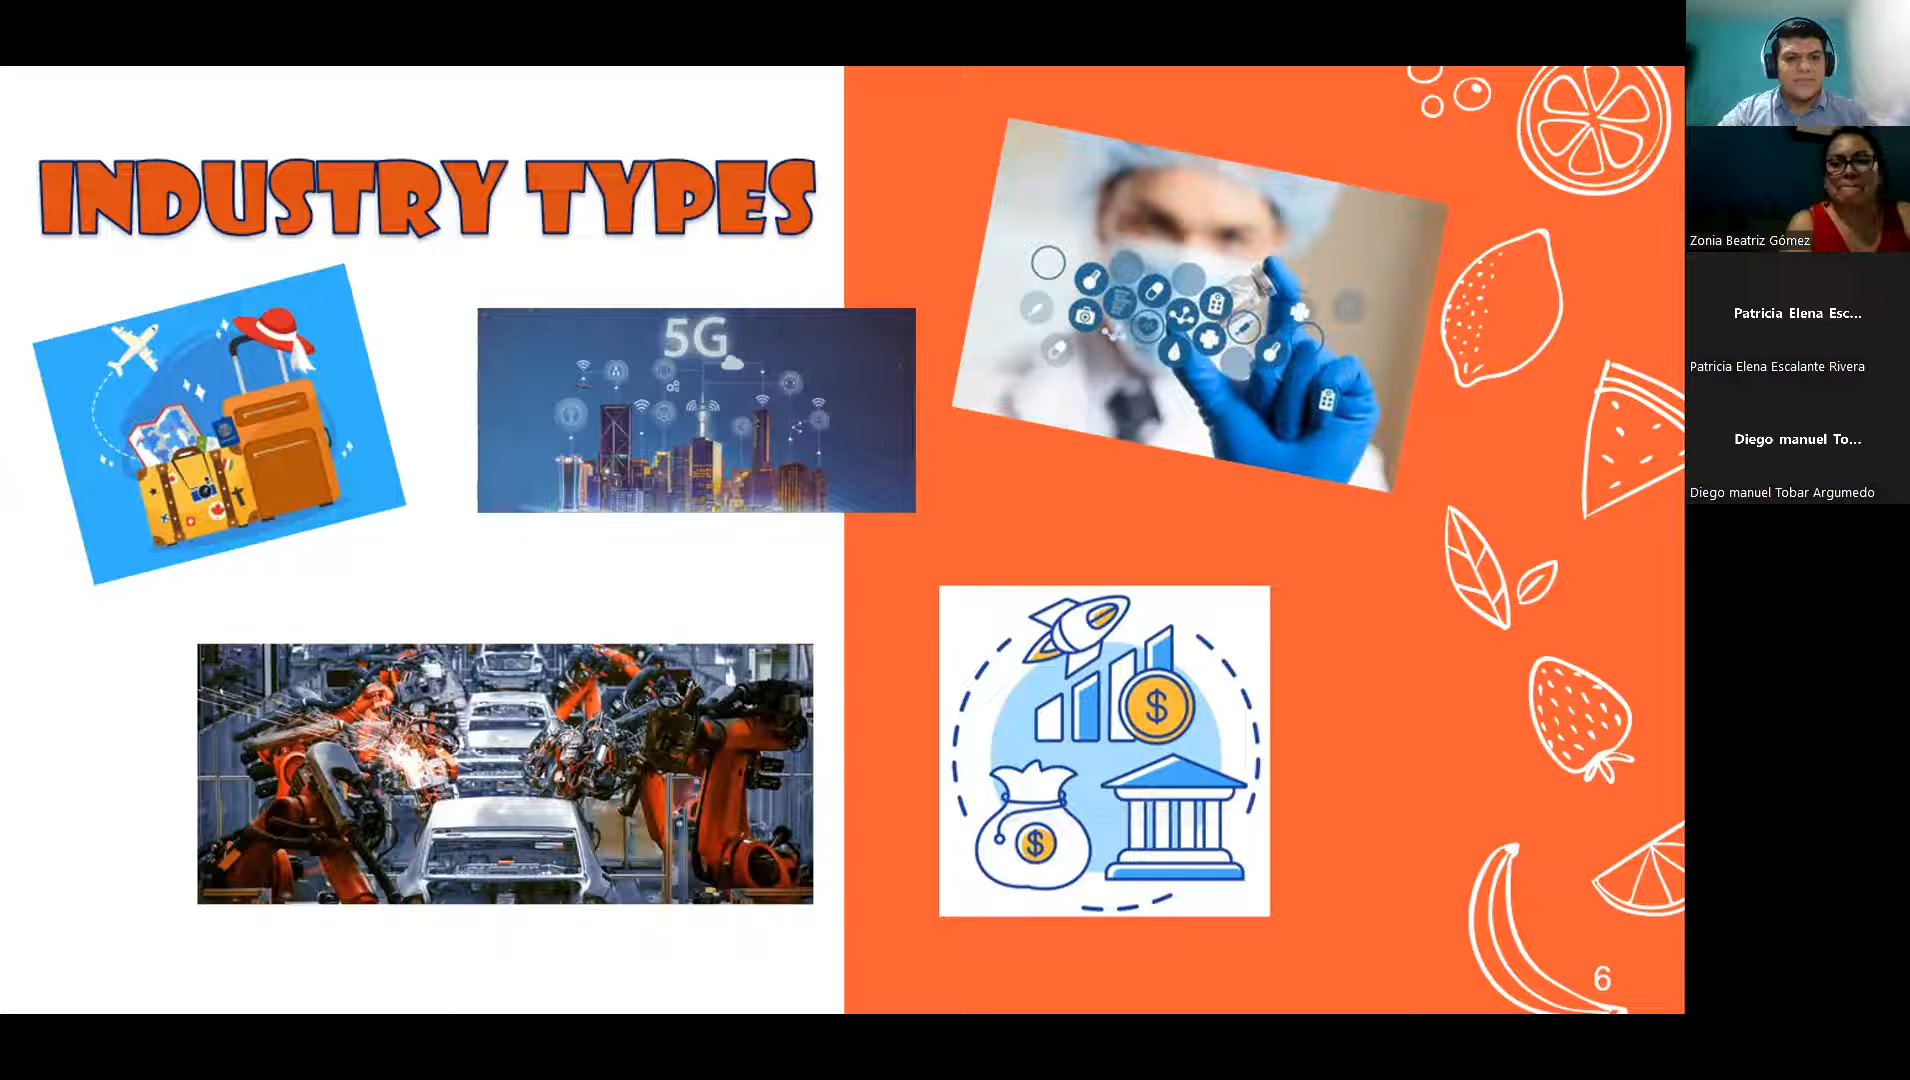 INDUSTRY TYPES
5G
$
$
6
Zonia Beatriz Gómez
Patricia Elena Esc...
Patricia Elena Escalante Rivera
Diego manuel To...
Diego manuel Tobar Argumedo